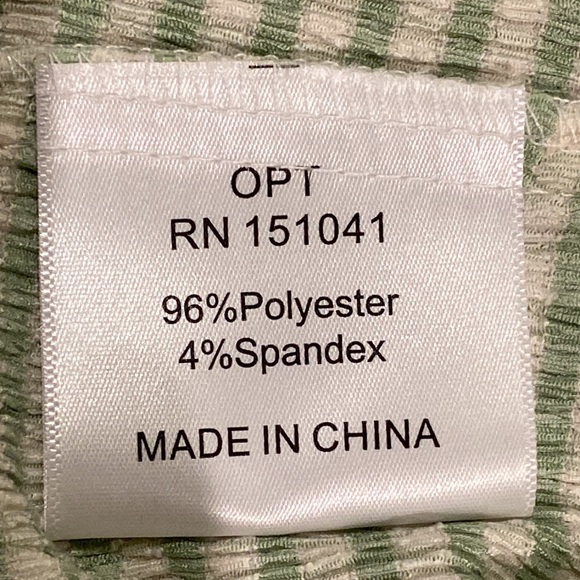 OPT
RN 151041
96%Polyester
4%Spandex
MADE IN CHINA